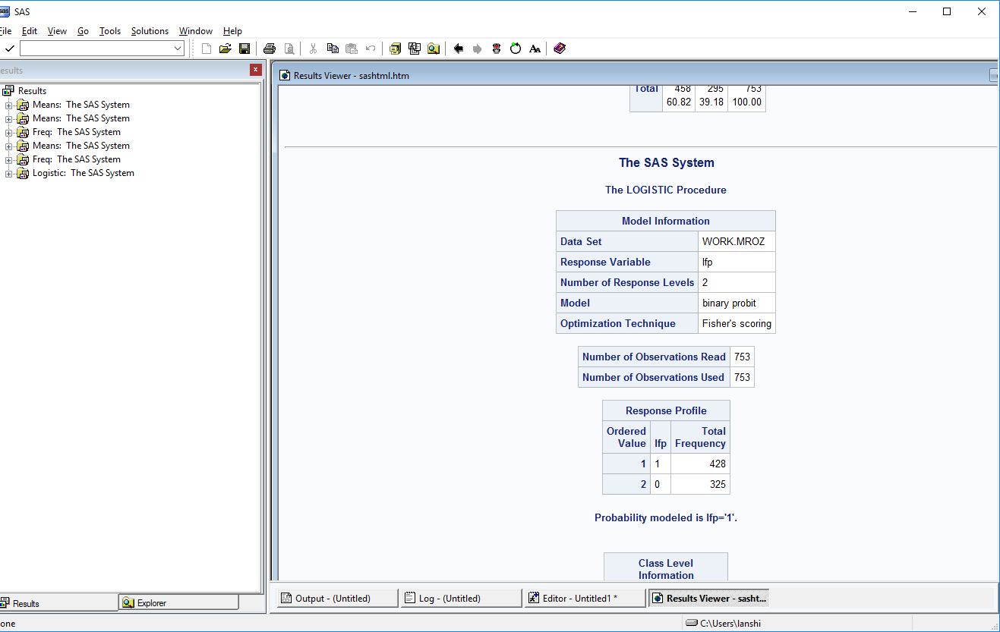 SAS
File Edit View Go Tools Solutions Window Help
Results
Results
Means: The SAS System
Means: The SAS System
Freq: The SAS System
Means: The SAS System
Freq: The SAS System
Logistic: The SAS System
Results Viewer - sashtml.htm
Total 458 295 753
60.82 39.18 100.00
The SAS System
The LOGISTIC Procedure
Model Information
Data Set WORK.MROZ
Response Variable lfp
Number of Response Levels 2
Model binary probit
Optimization Technique Fisher's scoring
Number of Observations Read 753
Number of Observations Used 753
Response Profile
Ordered Value lfp Total Frequency
1 1 428
2 0 325
Probability modeled is lfp='1'.
Class Level
Information
Results Explorer
Output - (Untitled) Log - (Untitled) Editor - Untitled1 * Results Viewer - sasht...
one C:\Users\lanshi